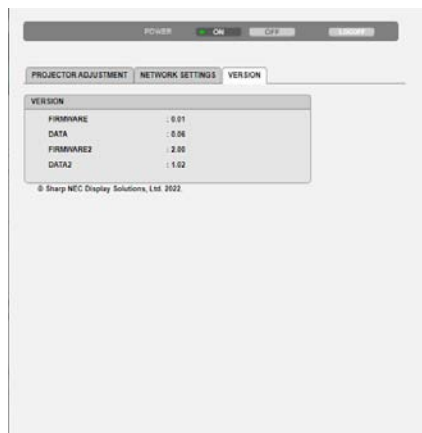 POWER ON OFF LOGOFF
PROJECTOR ADJUSTMENT NETWORK SETTINGS VERSION
VERSION
FIRMWARE : 0.01
DATA : 0.06
FIRMWARE2 : 2.00
DATA2 : 1.02
© Sharp NEC Display Solutions, Ltd. 2022.